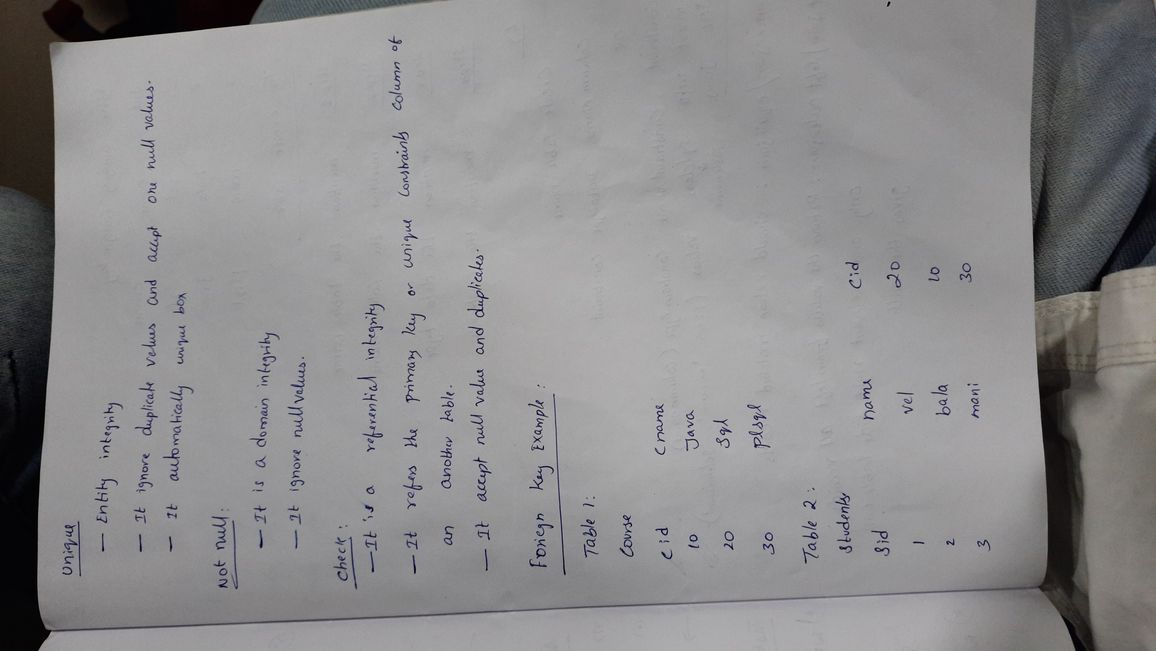 Unique
— Entity integrity
— It ignore duplicate values and accept one null values.
— It automatically unique box
Not null:
— It is a domain integrity
— It ignore null values.
Check:
— It is a referential integrity
— It refers the primary key or unique constraints column of
an another table.
— It accept null value and duplicates.
Foriegn Key Example:
Table 1:
Course
Cid Cname
10 Java
20 Sql
30 plsql
Table 2:
Students
Sid name Cid
1 vel 20
2 bala 10
3 mani 30